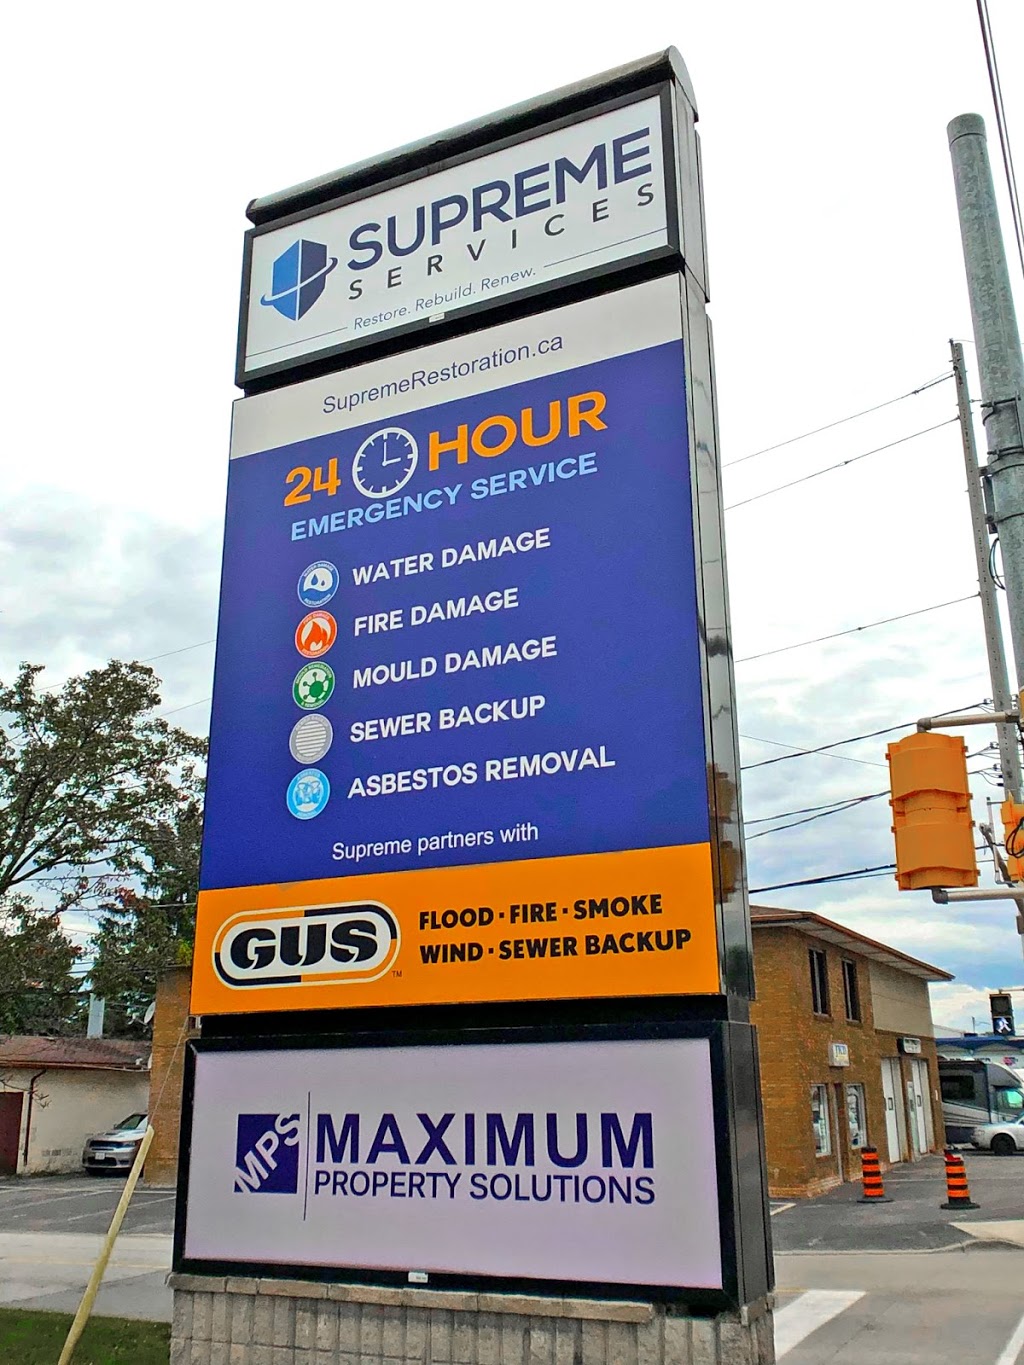 SUPREME
SERVICES
Restore. Rebuild. Renew.
SupremeRestoration.ca
24 HOUR
EMERGENCY SERVICE
WATER DAMAGE
FIRE DAMAGE
MOULD DAMAGE
SEWER BACKUP
ASBESTOS REMOVAL
Supreme partners with
GUS™
FLOOD · FIRE · SMOKE
WIND · SEWER BACKUP
MPS
MAXIMUM
PROPERTY SOLUTIONS